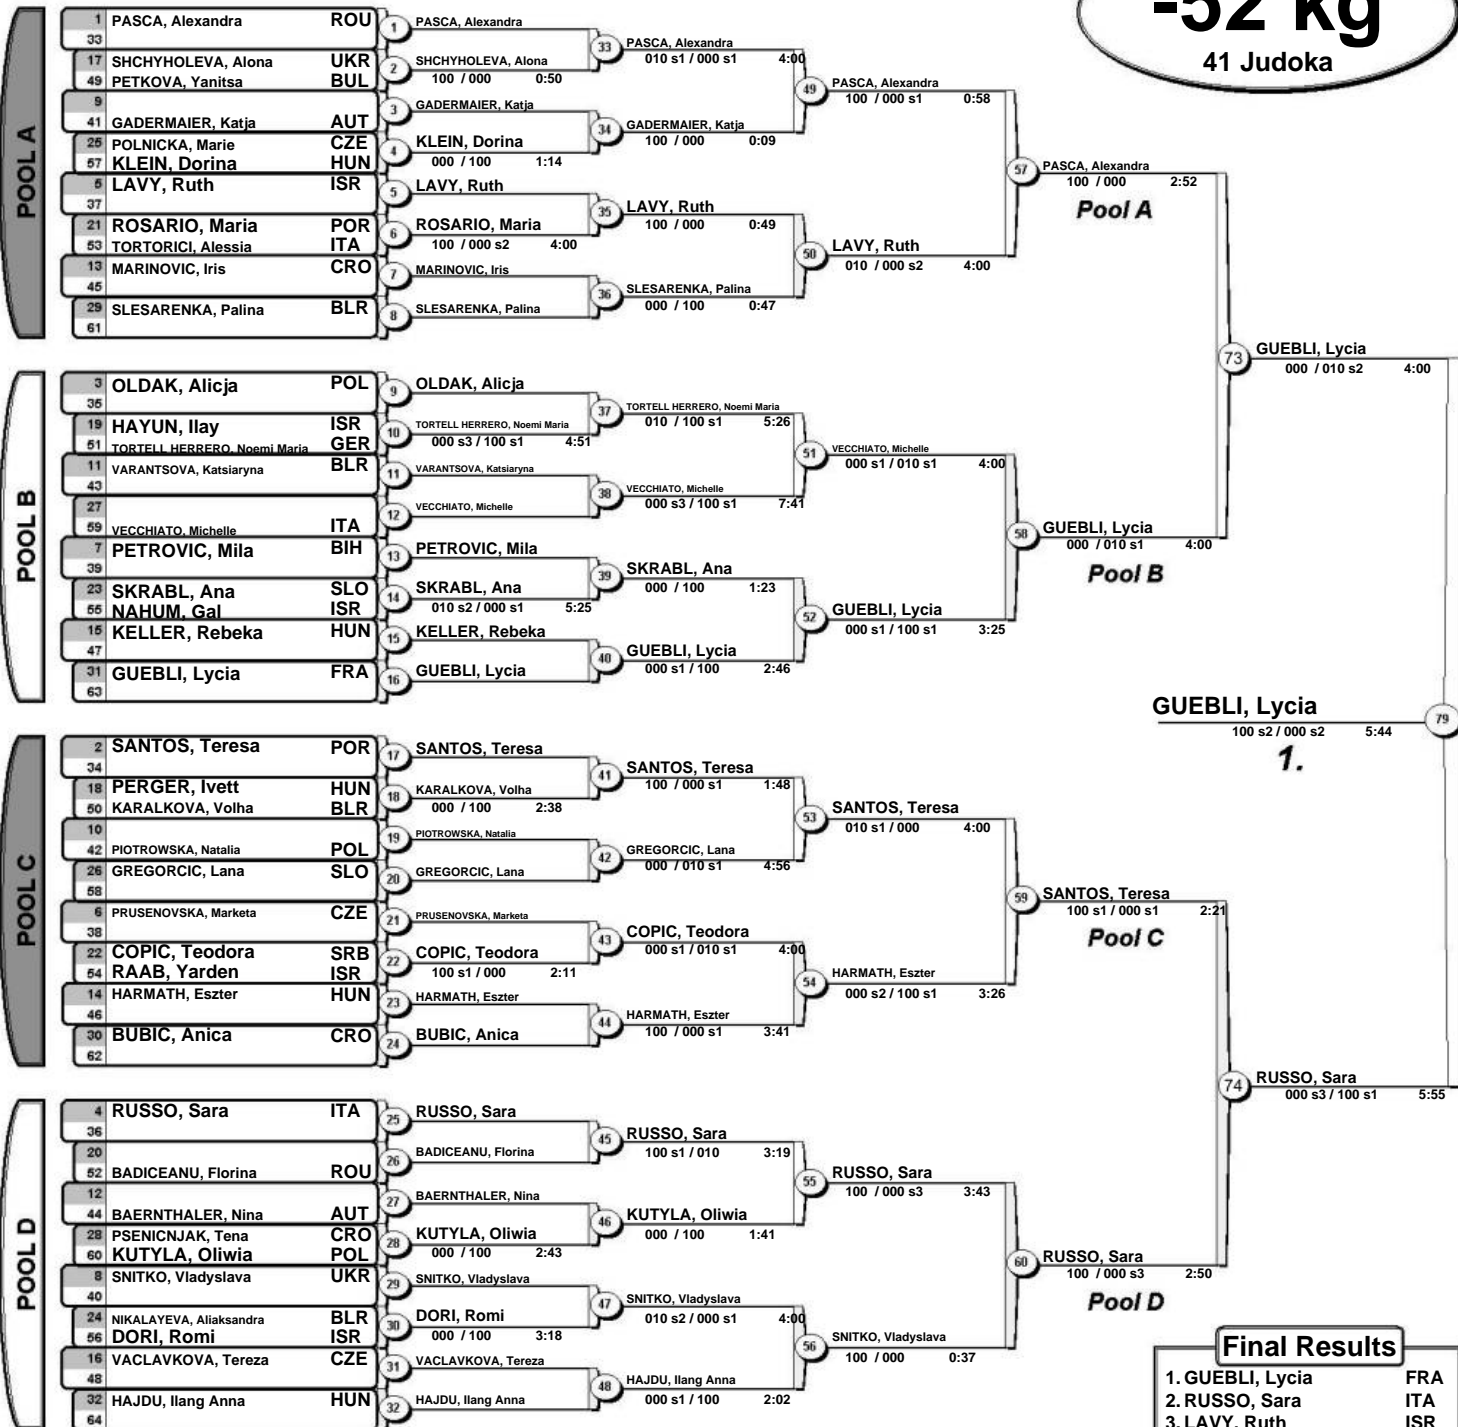 -52 kg
41 Judoka
POOL A
1 PASCA, Alexandra ROU
33
17 SHCHYHOLEVA, Alona UKR
49 PETKOVA, Yanitsa BUL
9
41 GADERMAIER, Katja AUT
25 POLNICKA, Marie CZE
57 KLEIN, Dorina HUN
5 LAVY, Ruth ISR
37
21 ROSARIO, Maria POR
53 TORTORICI, Alessia ITA
13 MARINOVIC, Iris CRO
45
29 SLESARENKA, Palina BLR
61
1 PASCA, Alexandra
2 SHCHYHOLEVA, Alona
100 / 000 0:50
3 GADERMAIER, Katja
4 KLEIN, Dorina
000 / 100 1:14
5 LAVY, Ruth
6 ROSARIO, Maria
100 / 000 s2 4:00
7 MARINOVIC, Iris
8 SLESARENKA, Palina
33 PASCA, Alexandra
010 s1 / 000 s1 4:00
34 GADERMAIER, Katja
100 / 000 0:09
35 LAVY, Ruth
100 / 000 0:49
36 SLESARENKA, Palina
000 / 100 0:47
49 PASCA, Alexandra
100 / 000 s1 0:58
50 LAVY, Ruth
010 / 000 s2 4:00
57 PASCA, Alexandra
100 / 000 2:52
Pool A
POOL B
3 OLDAK, Alicja POL
35
19 HAYUN, Ilay ISR
51 TORTELL HERRERO, Noemi Maria GER
11 VARANTSOVA, Katsiaryna BLR
43
27
59 VECCHIATO, Michelle ITA
7 PETROVIC, Mila BIH
39
23 SKRABL, Ana SLO
55 NAHUM, Gal ISR
15 KELLER, Rebeka HUN
47
31 GUEBLI, Lycia FRA
63
9 OLDAK, Alicja
10 TORTELL HERRERO, Noemi Maria
000 s3 / 100 s1 4:51
11 VARANTSOVA, Katsiaryna
12 VECCHIATO, Michelle
13 PETROVIC, Mila
14 SKRABL, Ana
010 s2 / 000 s1 5:25
15 KELLER, Rebeka
16 GUEBLI, Lycia
37 TORTELL HERRERO, Noemi Maria
010 / 100 s1 5:26
38 VECCHIATO, Michelle
000 s3 / 100 s1 7:41
39 SKRABL, Ana
000 / 100 1:23
40 GUEBLI, Lycia
000 s1 / 100 2:46
51 VECCHIATO, Michelle
000 s1 / 010 s1 4:00
52 GUEBLI, Lycia
000 s1 / 100 s1 3:25
58 GUEBLI, Lycia
000 / 010 s1 4:00
Pool B
73 GUEBLI, Lycia
000 / 010 s2 4:00
GUEBLI, Lycia 79
100 s2 / 000 s2 5:44
1.
POOL C
2 SANTOS, Teresa POR
34
18 PERGER, Ivett HUN
50 KARALKOVA, Volha BLR
10
42 PIOTROWSKA, Natalia POL
26 GREGORCIC, Lana SLO
58
6 PRUSENOVSKA, Marketa CZE
38
22 COPIC, Teodora SRB
54 RAAB, Yarden ISR
14 HARMATH, Eszter HUN
46
30 BUBIC, Anica CRO
62
17 SANTOS, Teresa
18 KARALKOVA, Volha
000 / 100 2:38
19 PIOTROWSKA, Natalia
20 GREGORCIC, Lana
21 PRUSENOVSKA, Marketa
22 COPIC, Teodora
100 s1 / 000 2:11
23 HARMATH, Eszter
24 BUBIC, Anica
41 SANTOS, Teresa
100 / 000 s1 1:48
42 GREGORCIC, Lana
000 / 010 s1 4:56
43 COPIC, Teodora
000 s1 / 010 s1 4:00
44 HARMATH, Eszter
100 / 000 s1 3:41
53 SANTOS, Teresa
010 s1 / 000 4:00
54 HARMATH, Eszter
000 s2 / 100 s1 3:26
59 SANTOS, Teresa
100 s1 / 000 s1 2:21
Pool C
POOL D
4 RUSSO, Sara ITA
36
20
52 BADICEANU, Florina ROU
12
44 BAERNTHALER, Nina AUT
28 PSENICNJAK, Tena CRO
60 KUTYLA, Oliwia POL
8 SNITKO, Vladyslava UKR
40
24 NIKALAYEVA, Aliaksandra BLR
56 DORI, Romi ISR
16 VACLAVKOVA, Tereza CZE
48
32 HAJDU, Ilang Anna HUN
64
25 RUSSO, Sara
26 BADICEANU, Florina
27 BAERNTHALER, Nina
28 KUTYLA, Oliwia
000 / 100 2:43
29 SNITKO, Vladyslava
30 DORI, Romi
000 / 100 3:18
31 VACLAVKOVA, Tereza
32 HAJDU, Ilang Anna
45 RUSSO, Sara
100 s1 / 010 3:19
46 KUTYLA, Oliwia
000 / 100 1:41
47 SNITKO, Vladyslava
010 s2 / 000 s1 4:00
48 HAJDU, Ilang Anna
000 s1 / 100 2:02
55 RUSSO, Sara
100 / 000 s3 3:43
56 SNITKO, Vladyslava
100 / 000 0:37
60 RUSSO, Sara
100 / 000 s3 2:50
Pool D
74 RUSSO, Sara
000 s3 / 100 s1 5:55
Final Results
1. GUEBLI, Lycia FRA
2. RUSSO, Sara ITA
3. LAVY, Ruth ISR